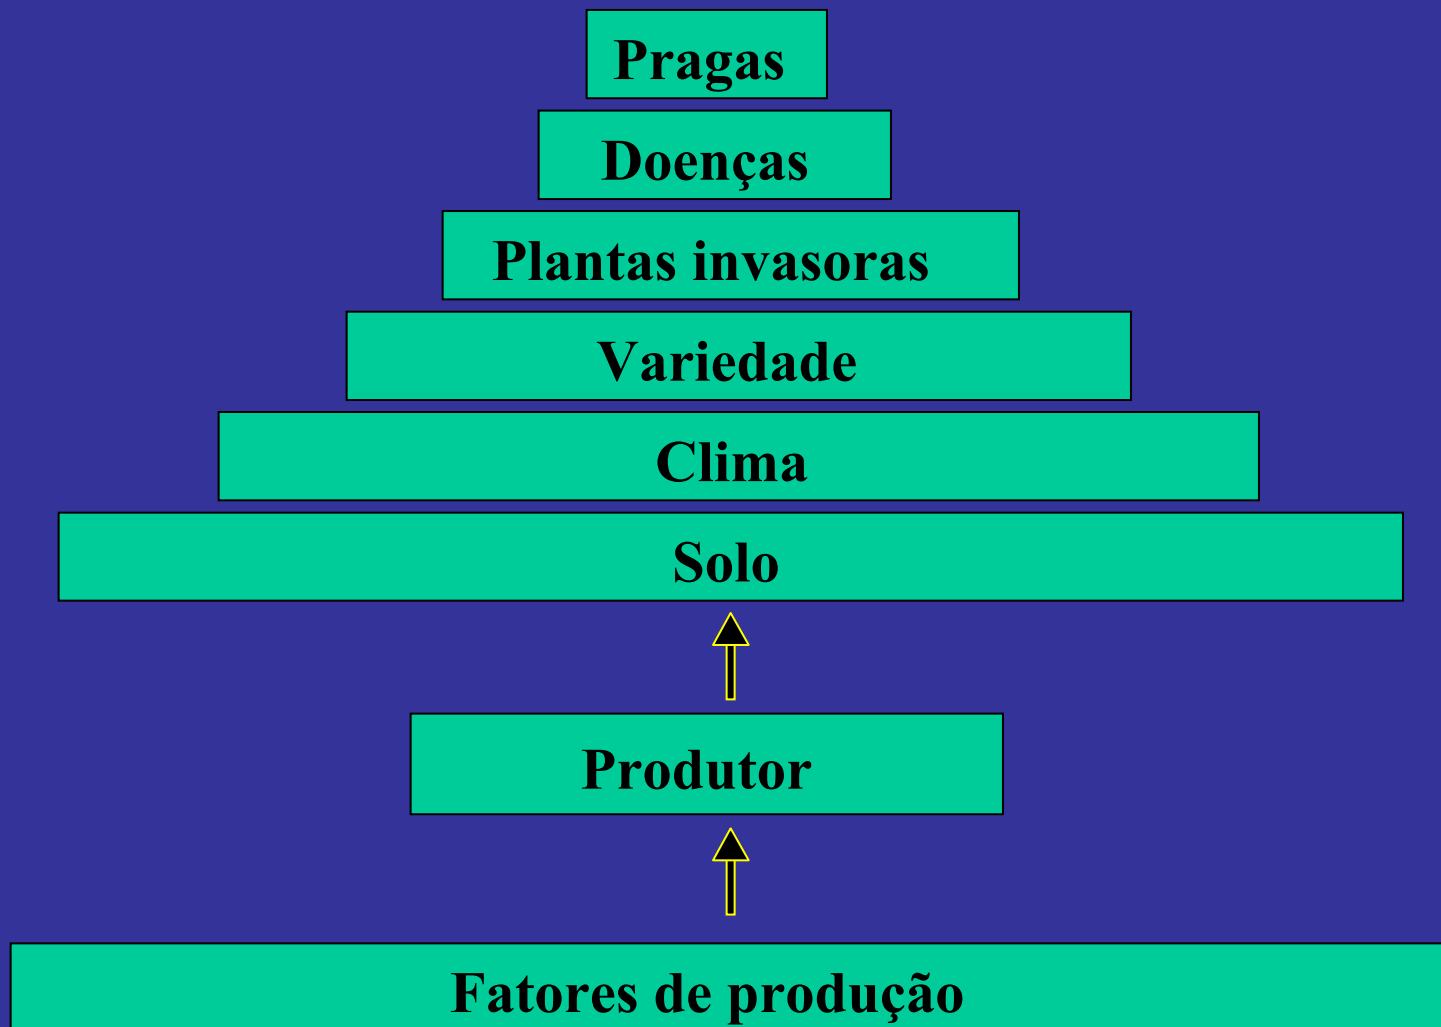 Pragas
Doenças
Plantas invasoras
Variedade
Clima
Solo
Produtor
Fatores de produção